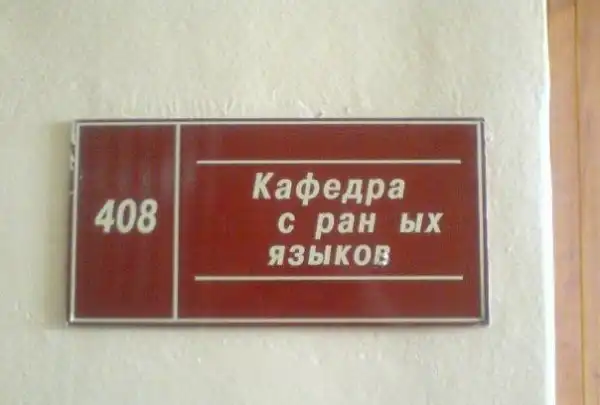 408
Кафедра
с ран ых
языков